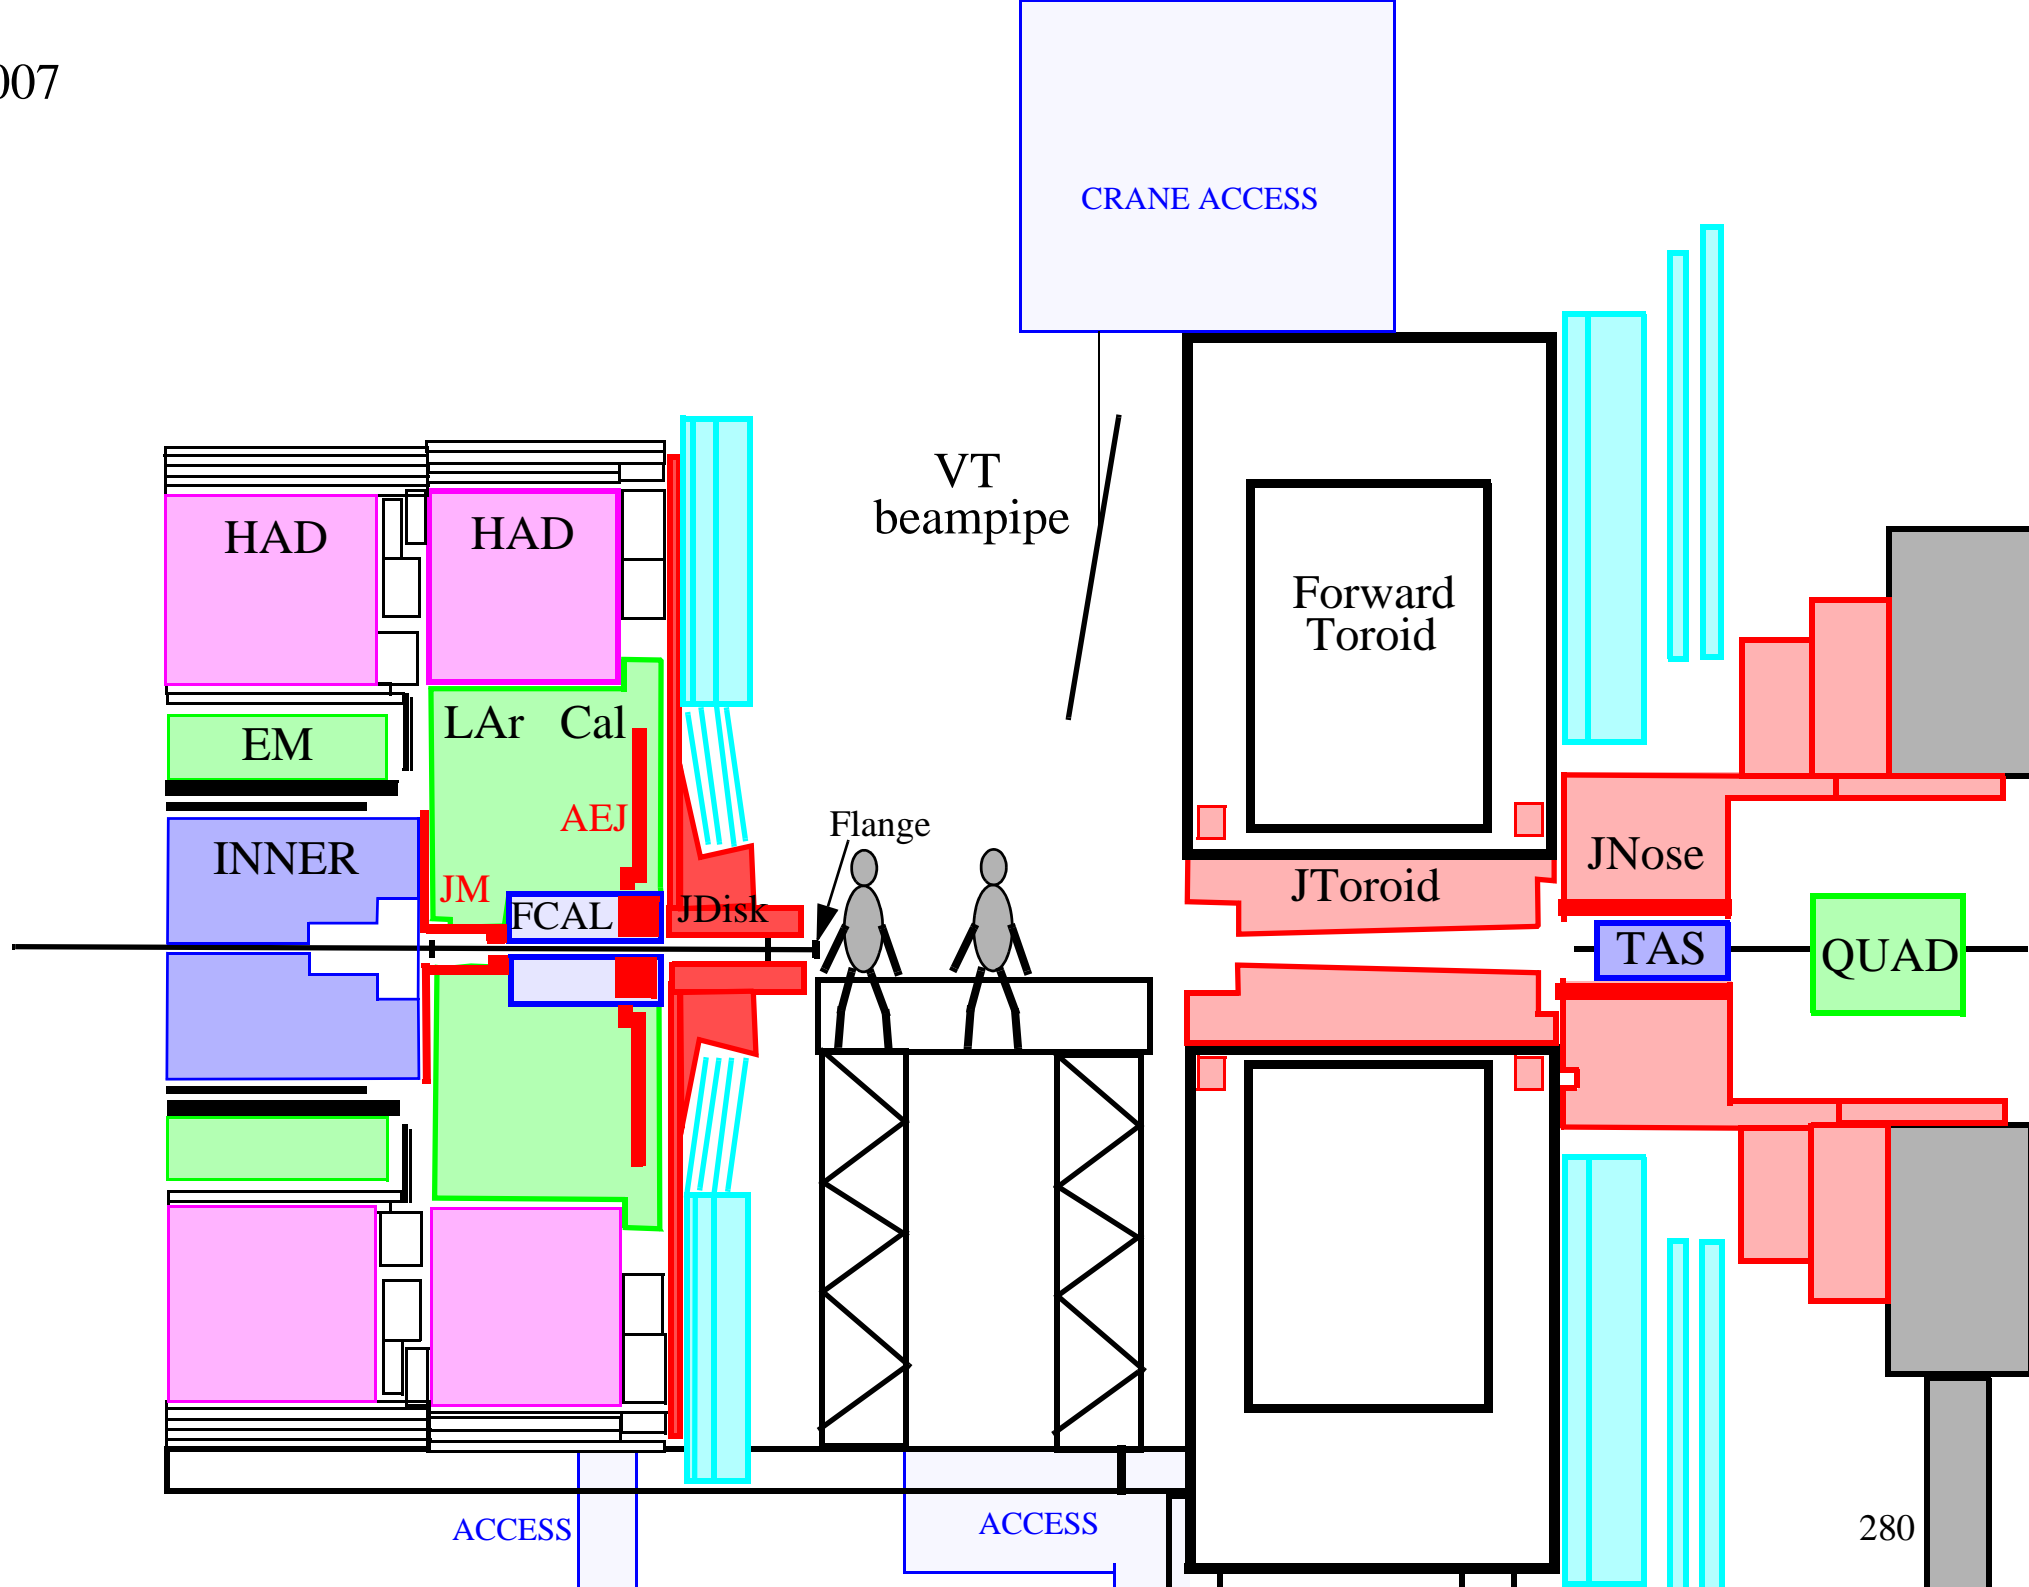 007
CRANE ACCESS
VT
beampipe
HAD
HAD
Forward
Toroid
LAr Cal
EM
AEJ
Flange
INNER
JM
FCAL
JDisk
JToroid
JNose
TAS
QUAD
ACCESS
ACCESS
280